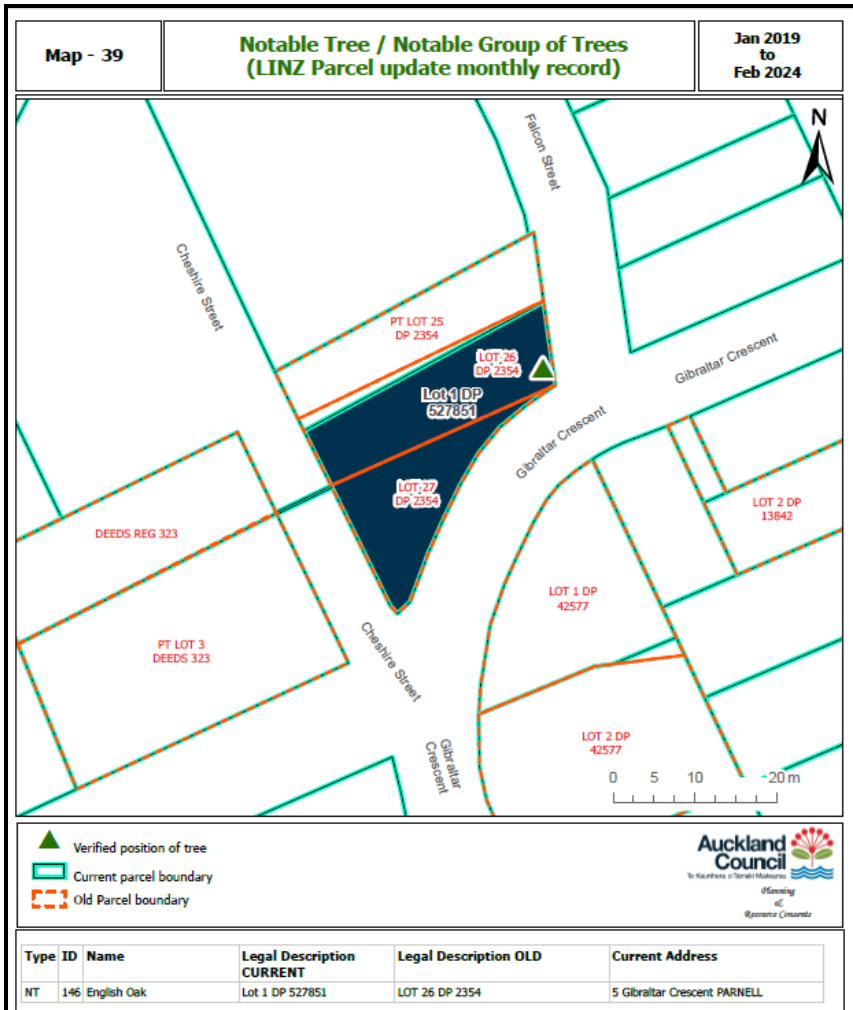 Map - 39
Notable Tree / Notable Group of Trees
(LINZ Parcel update monthly record)
Jan 2019
to
Feb 2024
N
Falcon Street
Cheshire Street
PT LOT 25
DP 2354
LOT 26
DP 2354
Lot 1 DP
527851
Gibraltar Crescent
Gibraltar Crescent
LOT 27
DP 2354
DEEDS REG 323
LOT 2 DP
13842
LOT 1 DP
42577
PT LOT 3
DEEDS 323
Cheshire Street
LOT 2 DP
42577
Gibraltar
Crescent
0 5 10 20 m
Verified position of tree
Current parcel boundary
Old Parcel boundary
Auckland
Council
Te Kaunihera o Tāmaki Makaurau
Planning
&
Resource Consents
Type ID Name Legal Description CURRENT Legal Description OLD Current Address
NT 146 English Oak Lot 1 DP 527851 LOT 26 DP 2354 5 Gibraltar Crescent PARNELL